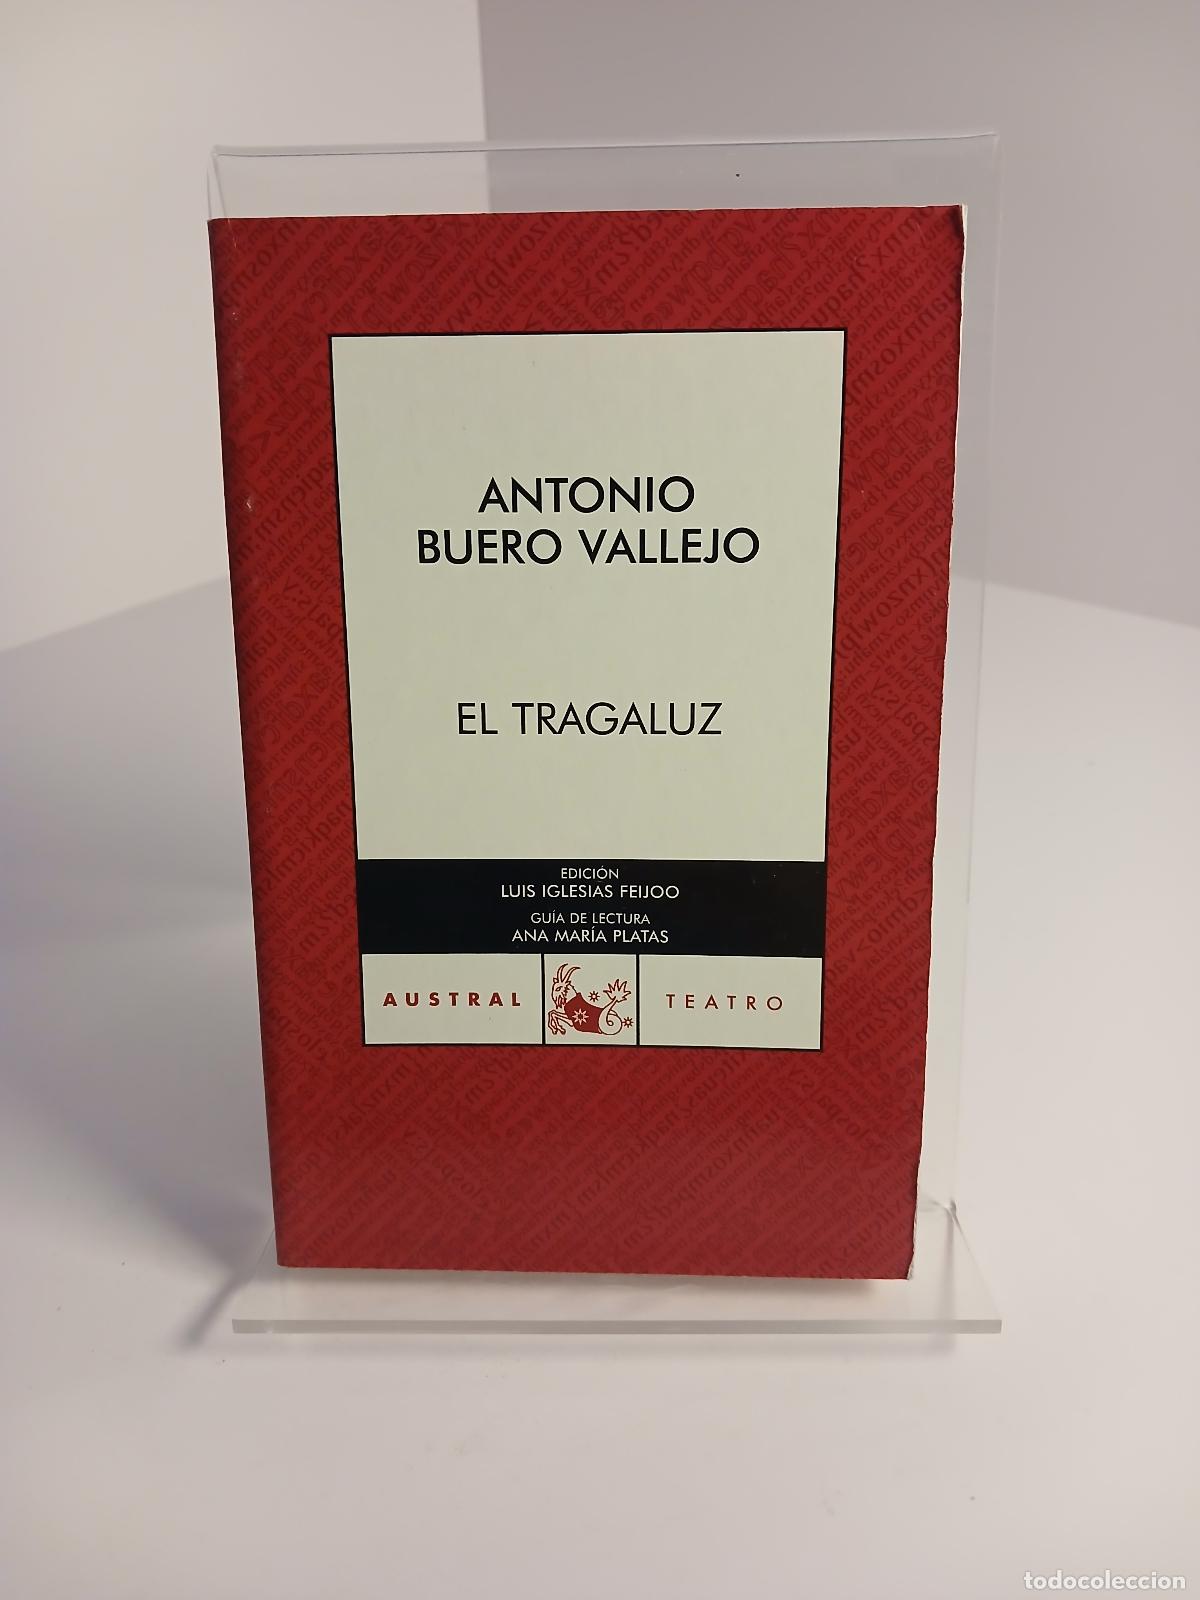 ANTONIO
BUERO VALLEJO
EL TRAGALUZ
EDICIÓN
LUIS IGLESIAS FEIJOO
GUÍA DE LECTURA
ANA MARÍA PLATAS
AUSTRAL
TEATRO
todocoleccion